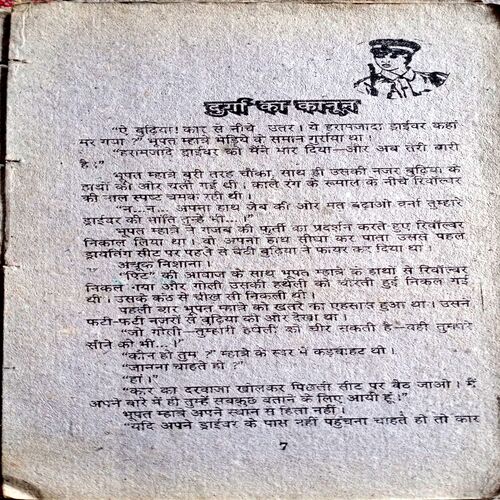 दुर्गा का कानून
“ऐ बुढ़िया! कार से नीचे उतर। ये हरामजादा ड्राईवर कहां
मर गया ?” भूपत म्हात्रे भेड़िये के समान गुर्राया था।
“हरामजादे ड्राईवर को मैंने मार दिया—और अब तेरी बारी
है।”
भूपत म्हात्रे बुरी तरह चौंका, साथ ही उसकी नजर बुढ़िया के
हाथों की ओर चली गई थी। काले रंग के रूमाल के नीचे रिवॉल्वर
की नाल स्पष्ट चमक रही थी।
“न...न... अपना हाथ जेब की ओर मत बढ़ाओ वर्ना तुम्हारे
ड्राईवर की भांति तुम्हें भी...।”
भूपत म्हात्रे ने गजब की फुर्ती का प्रदर्शन करते हुए रिवॉल्वर
निकाल लिया था। वो अपना हाथ सीधा कर पाता उससे पहले
ड्रायविंग सीट पर पहले से बैठी बुढ़िया ने फायर कर दिया था।
अचूक निशाना।
“पिट” की आवाज के साथ भूपत म्हात्रे के हाथों से रिवॉल्वर
निकल गया और गोली उसकी हथेली को चीरती हुई निकल गई
थी। उसके कंठ से चीख सी निकली थी।
पहली बार भूपत म्हात्रे को खतरे का एहसास हुआ था। उसने
फटी-फटी नजरों से बुढ़िया की ओर देखा था।
“जो गोली—तुम्हारी हथेली को चीर सकती है—वही तुम्हारे
सीने को भी...।”
“कौन हो तुम ?” म्हात्रे के स्वर में कड़वाहट थी।
“जानना चाहते हो ?”
“हां।”
“कार का दरवाजा खोलकर पिछली सीट पर बैठ जाओ। मैं
अपने बारे में ही तुम्हें सबकुछ बताने के लिए आयी हूं।”
भूपत म्हात्रे अपने स्थान से हिला नहीं।
“यदि अपने ड्राईवर के पास नहीं पहुंचना चाहते हो तो कार
7